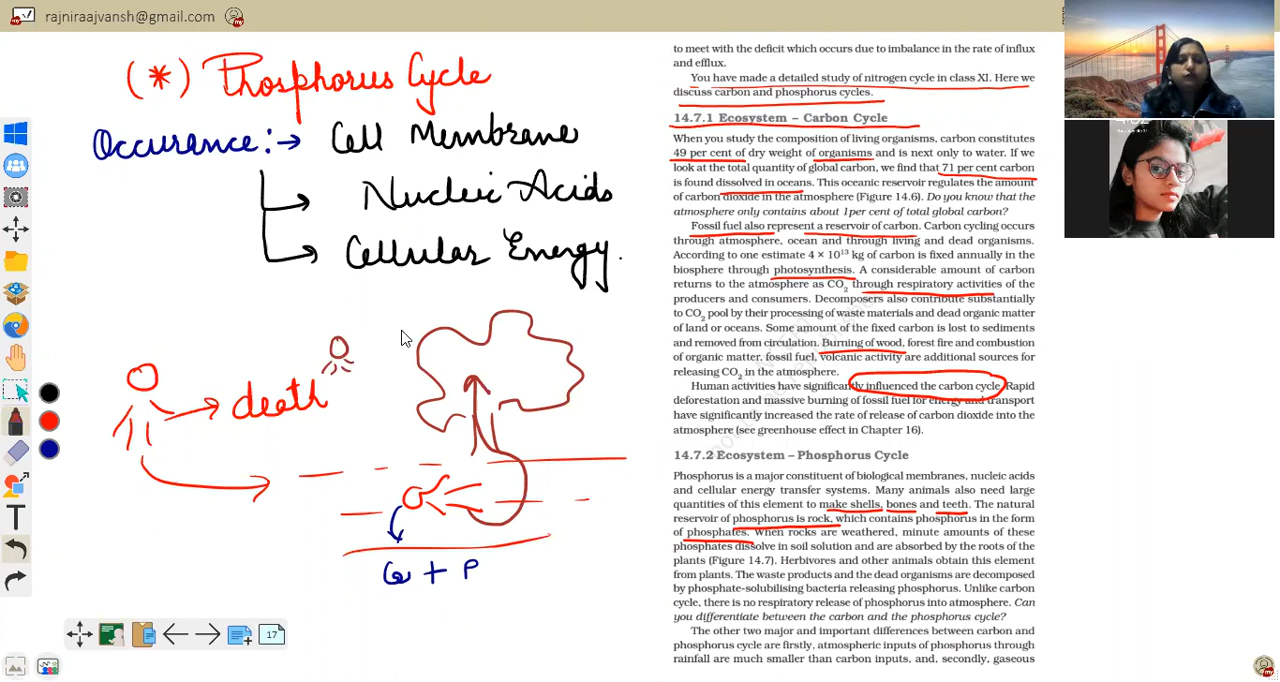 rajniraajvansh@gmail.com
(*) Phosphorus Cycle
Occurance :→ Cell Membrane
→ Nucleic Acids
→ Cellular Energy.
→ death
+ P
17
T
to meet with the deficit which occurs due to imbalance in the rate of influx
and efflux.
You have made a detailed study of nitrogen cycle in class XI. Here we
discuss carbon and phosphorus cycles.
14.7.1 Ecosystem – Carbon Cycle
When you study the composition of living organisms, carbon constitutes
49 per cent of dry weight of organisms and is next only to water. If we
look at the total quantity of global carbon, we find that 71 per cent carbon
is found dissolved in oceans. This oceanic reservoir regulates the amount
of carbon dioxide in the atmosphere (Figure 14.6). Do you know that the
atmosphere only contains about 1per cent of total global carbon?
Fossil fuel also represent a reservoir of carbon. Carbon cycling occurs
through atmosphere, ocean and through living and dead organisms.
According to one estimate 4 × 10¹³ kg of carbon is fixed annually in the
biosphere through photosynthesis. A considerable amount of carbon
returns to the atmosphere as CO₂ through respiratory activities of the
producers and consumers. Decomposers also contribute substantially
to CO₂ pool by their processing of waste materials and dead organic matter
of land or oceans. Some amount of the fixed carbon is lost to sediments
and removed from circulation. Burning of wood, forest fire and combustion
of organic matter, fossil fuel, volcanic activity are additional sources for
releasing CO₂ in the atmosphere.
Human activities have significantly influenced the carbon cycle. Rapid
deforestation and massive burning of fossil fuel for energy and transport
have significantly increased the rate of release of carbon dioxide into the
atmosphere (see greenhouse effect in Chapter 16).
14.7.2 Ecosystem – Phosphorus Cycle
Phosphorus is a major constituent of biological membranes, nucleic acids
and cellular energy transfer systems. Many animals also need large
quantities of this element to make shells, bones and teeth. The natural
reservoir of phosphorus is rock, which contains phosphorus in the form
of phosphates. When rocks are weathered, minute amounts of these
phosphates dissolve in soil solution and are absorbed by the roots of the
plants (Figure 14.7). Herbivores and other animals obtain this element
from plants. The waste products and the dead organisms are decomposed
by phosphate-solubilising bacteria releasing phosphorus. Unlike carbon
cycle, there is no respiratory release of phosphorus into atmosphere. Can
you differentiate between the carbon and the phosphorus cycle?
The other two major and important differences between carbon and
phosphorus cycle are firstly, atmospheric inputs of phosphorus through
rainfall are much smaller than carbon inputs, and, secondly, gaseous